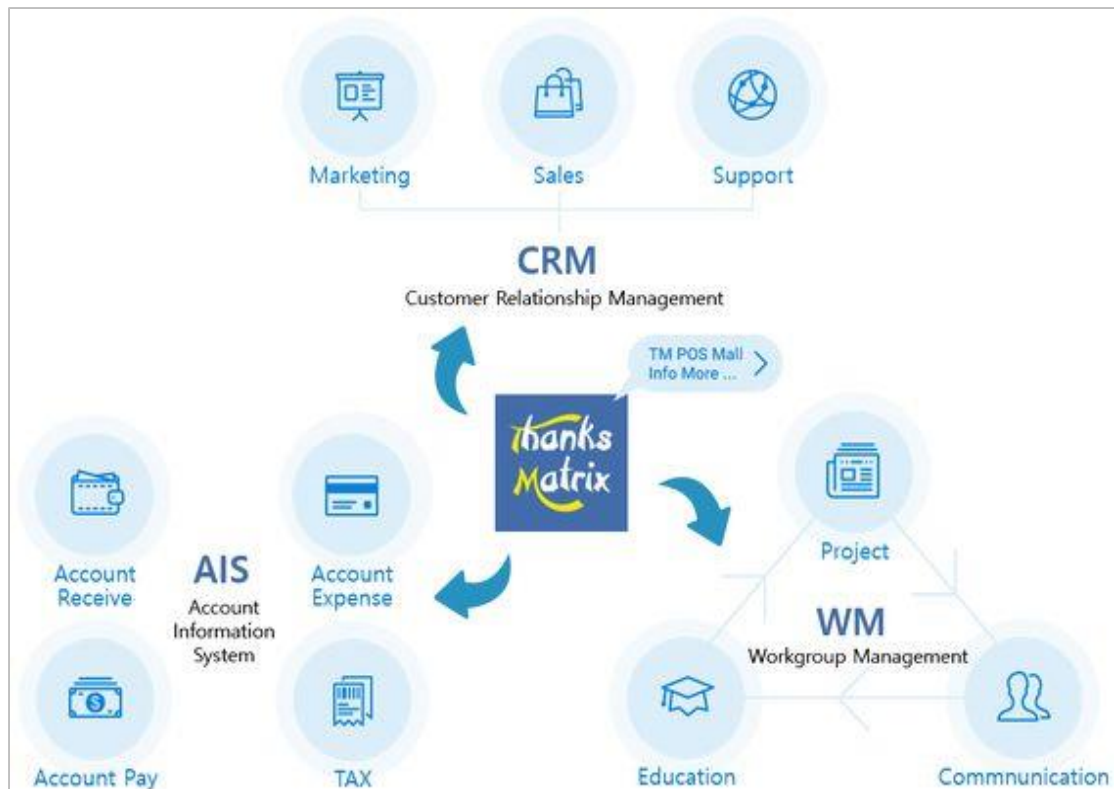 Marketing
Sales
Support
CRM
Customer Relationship Management
TM POS Mall
Info More ...
Thanks
Matrix
Account
Receive
AIS
Account
Information
System
Account
Expense
Account Pay
TAX
Project
WM
Workgroup Management
Education
Commnunication